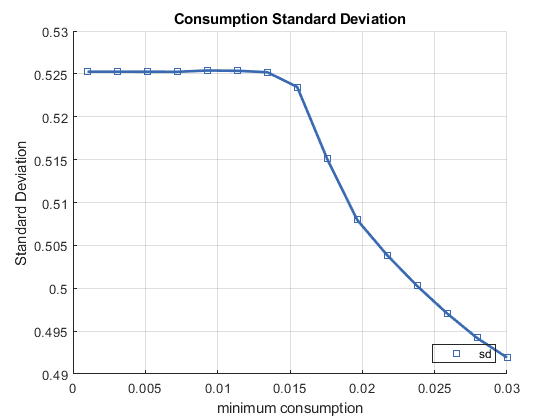 Consumption Standard Deviation
0.53
0.525
0.52
0.515
0.51
0.505
0.5
0.495
0.49
Standard Deviation
sd
0 0.005 0.01 0.015 0.02 0.025 0.03
minimum consumption